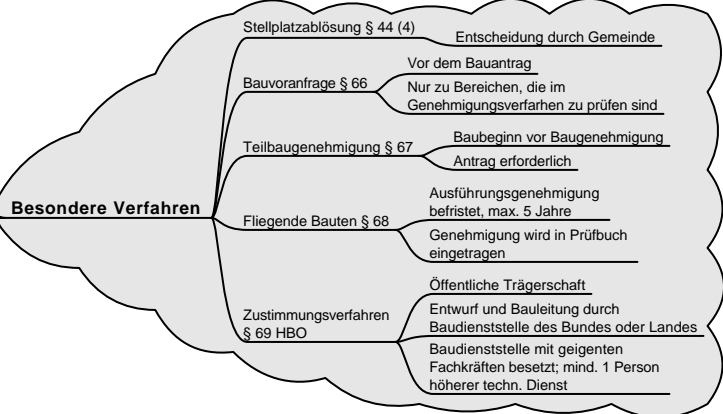 Stellplatzablösung § 44 (4)
Entscheidung durch Gemeinde
Bauvoranfrage § 66
Vor dem Bauantrag
Nur zu Bereichen, die im
Genehmigungsverfarhen zu prüfen sind
Teilbaugenehmigung § 67
Baubeginn vor Baugenehmigung
Antrag erforderlich
Besondere Verfahren
Fliegende Bauten § 68
Ausführungsgenehmigung
befristet, max. 5 Jahre
Genehmigung wird in Prüfbuch
eingetragen
Zustimmungsverfahren
§ 69 HBO
Öffentliche Trägerschaft
Entwurf und Bauleitung durch
Baudienststelle des Bundes oder Landes
Baudienststelle mit geigenten
Fachkräften besetzt; mind. 1 Person
höherer techn. Dienst